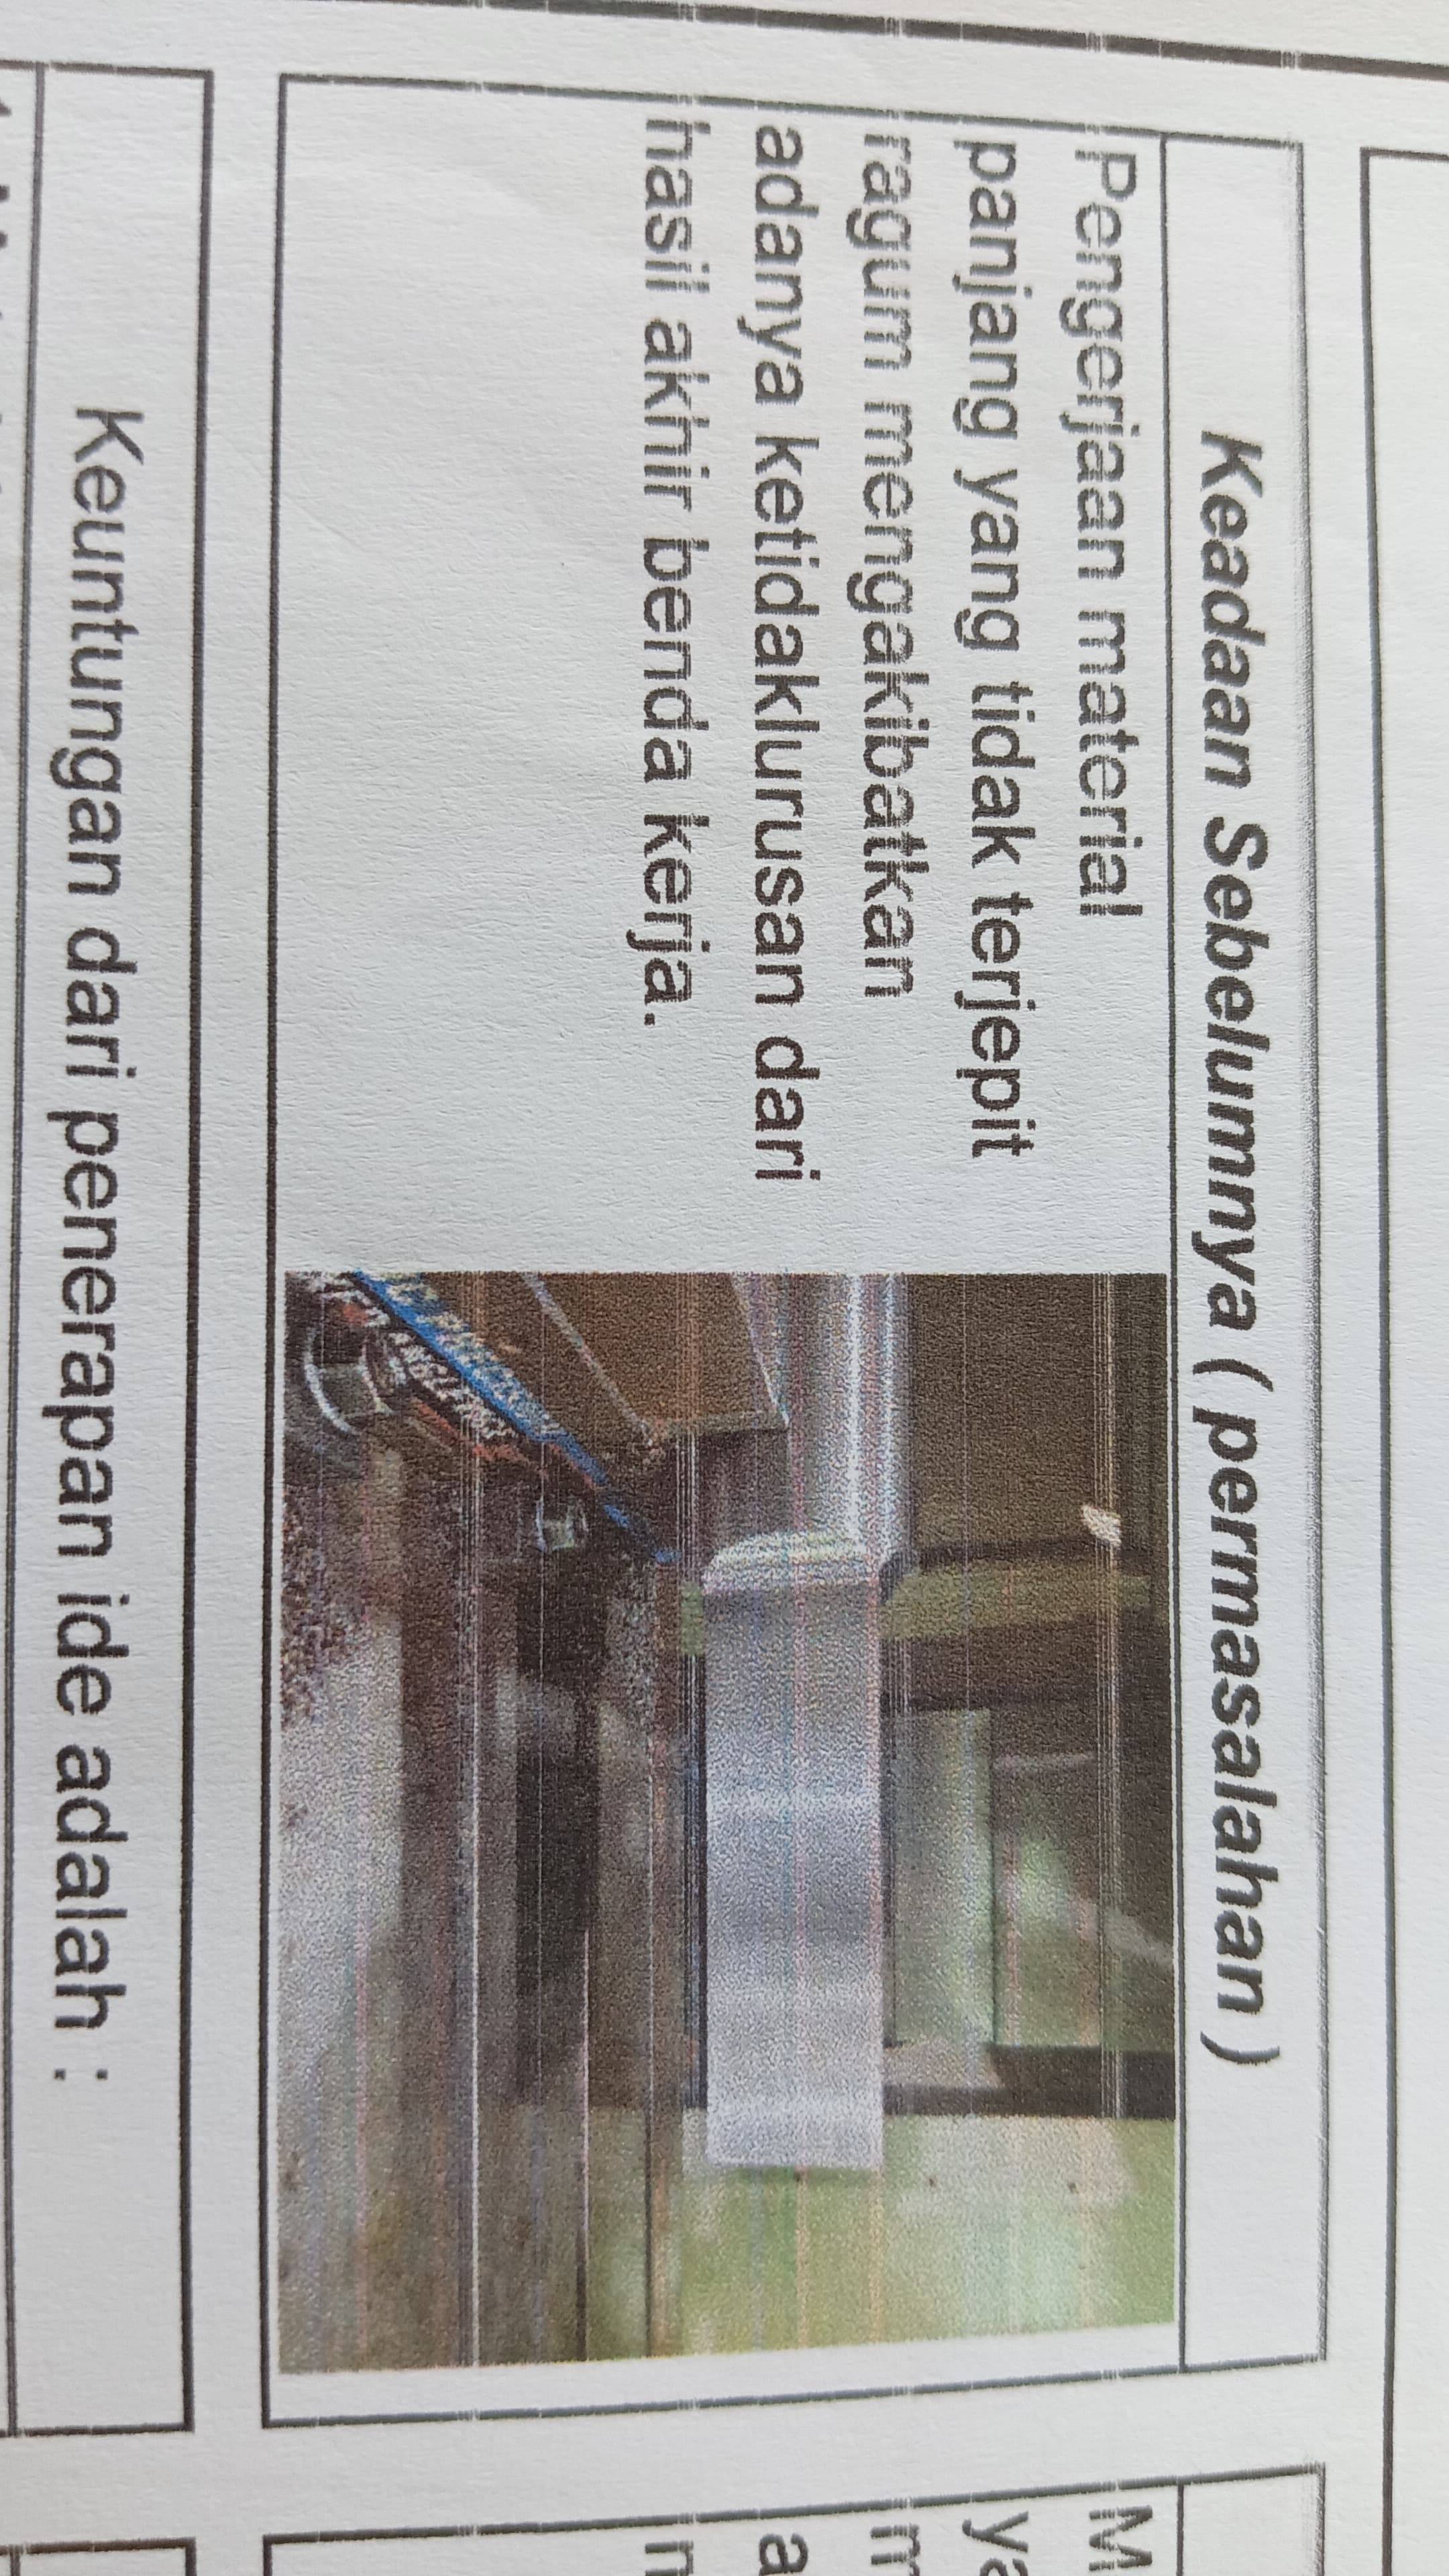 Keadaan Sebelumnya ( permasalahan )
Pengerjaan material
panjang yang tidak terjepit
ragum mengakibatkan
adanya ketidaklurusan dari
hasil akhir benda kerja.
Keuntungan dari penerapan ide adalah :